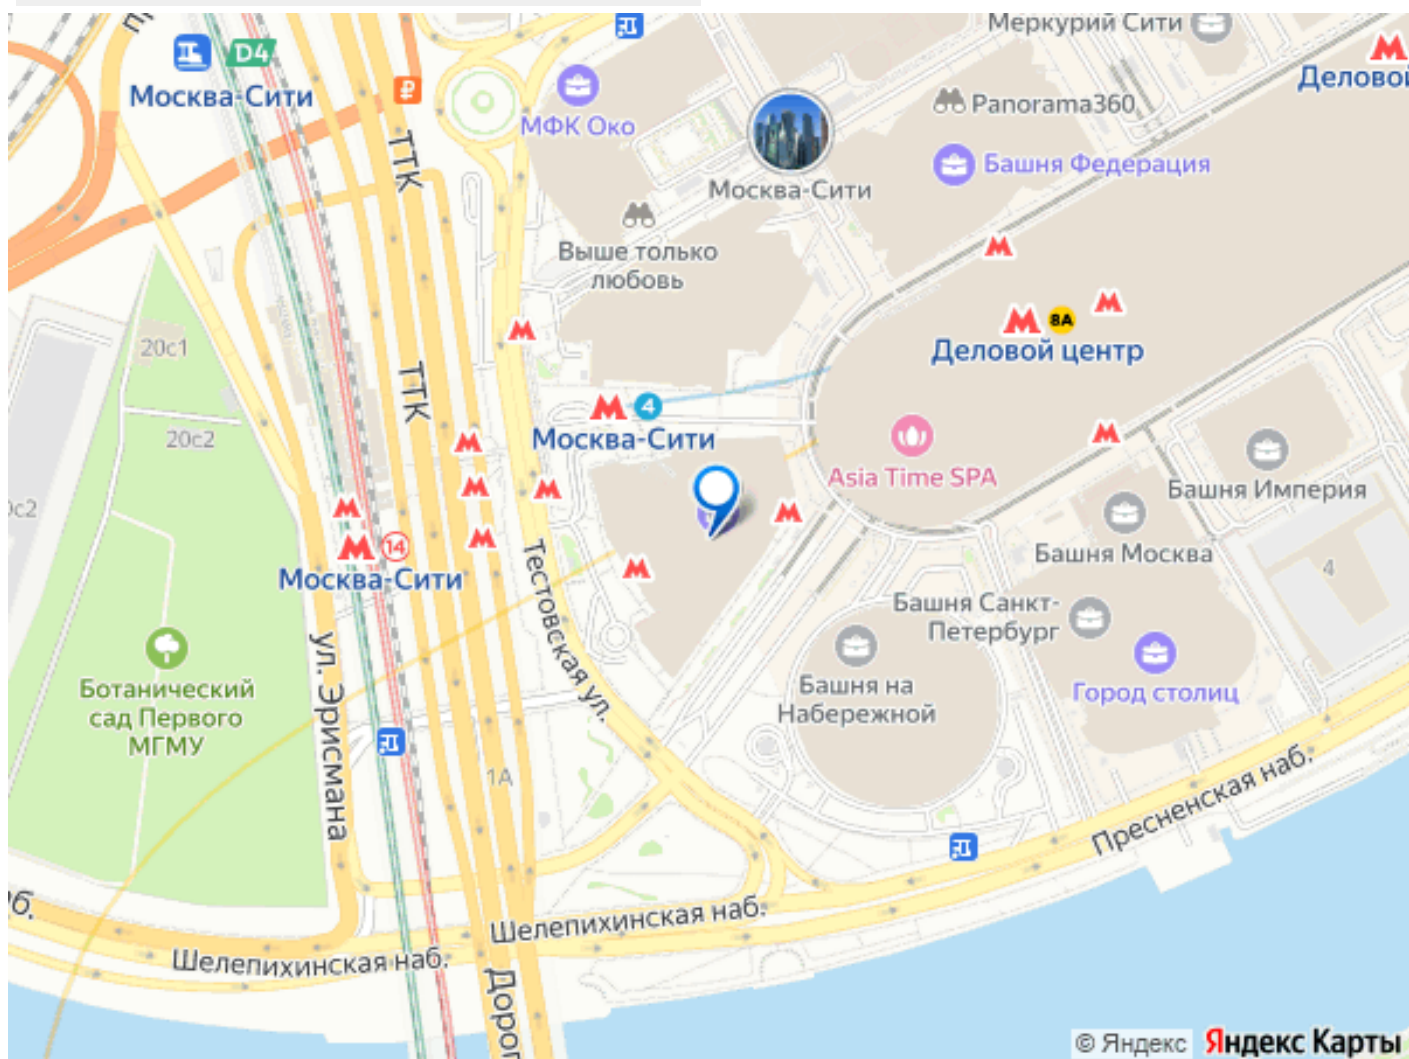 Меркурий Сити
D4
Москва-Сити
₽
МФК Око
Panorama360
Деловой
Башня Федерация
Москва-Сити
ТТК
Выше только
любовь
8А
Деловой центр
20с1
ТТК
4
Москва-Сити
20с2
Asia Time SPA
Башня Империя
с2
14
Москва-Сити
Башня Москва
4
Тестовская ул.
Башня Санкт-
Петербург
ул. Эрисмана
Ботанический
сад Первого
МГМУ
Башня на
Набережной
Город столиц
1А
Пресненская наб.
об.
Шелепихинская наб.
Шелепихинская наб.
Дорог
© Яндекс Яндекс Карты